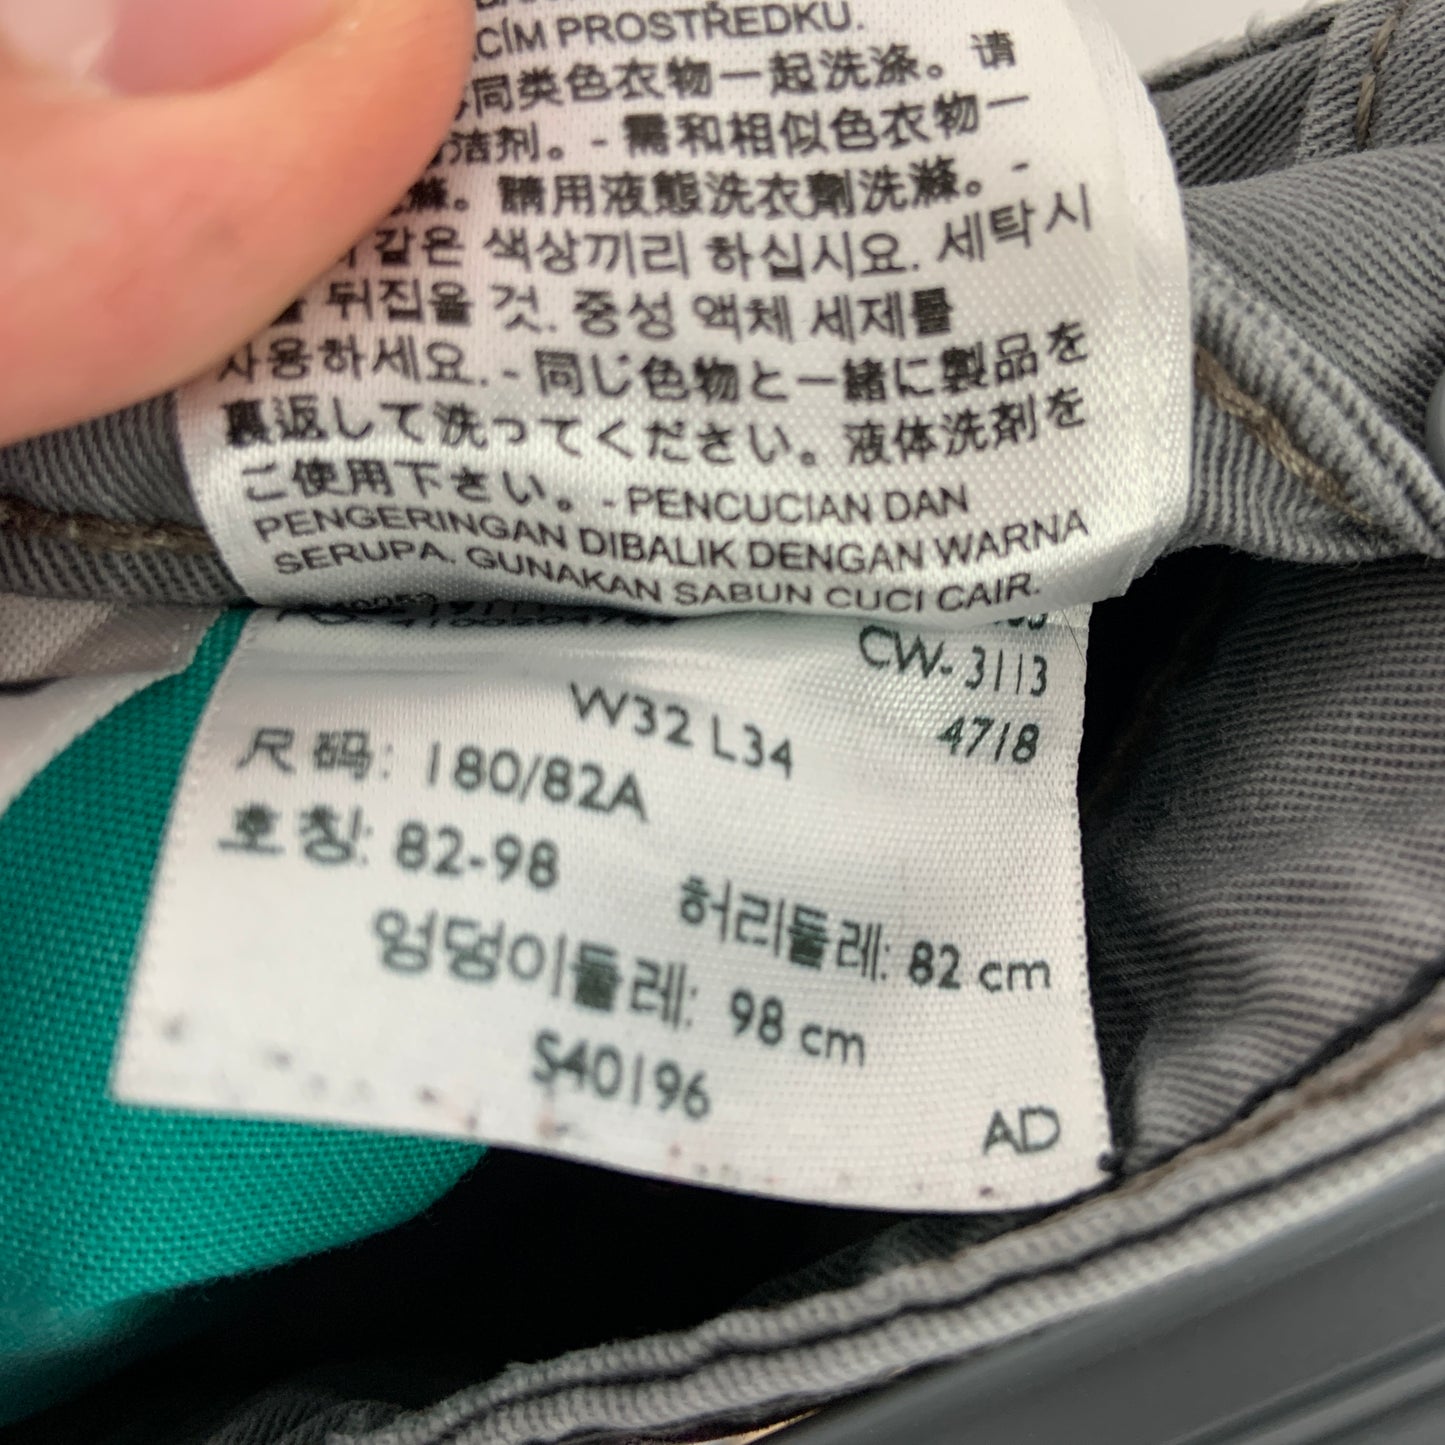 CÍM PROSTŘEDKU.
同类色衣物一起洗涤。请
洁剂。- 需和相似色衣物一
滌。請用液態洗衣劑洗滌。-
같은 색상끼리 하십시요. 세탁시
뒤집을 것. 중성 액체 세제를
사용하세요. - 同じ色物と一緒に製品を
裏返して洗ってください。液体洗剤を
ご使用下さい。- PENCUCIAN DAN
PENGERINGAN DIBALIK DENGAN WARNA
SERUPA. GUNAKAN SABUN CUCI CAIR.
CW- 3113
W32 L34 4718
尺码: 180/82A
호칭: 82-98
허리둘레: 82 cm
엉덩이둘레: 98 cm
S40196
AD